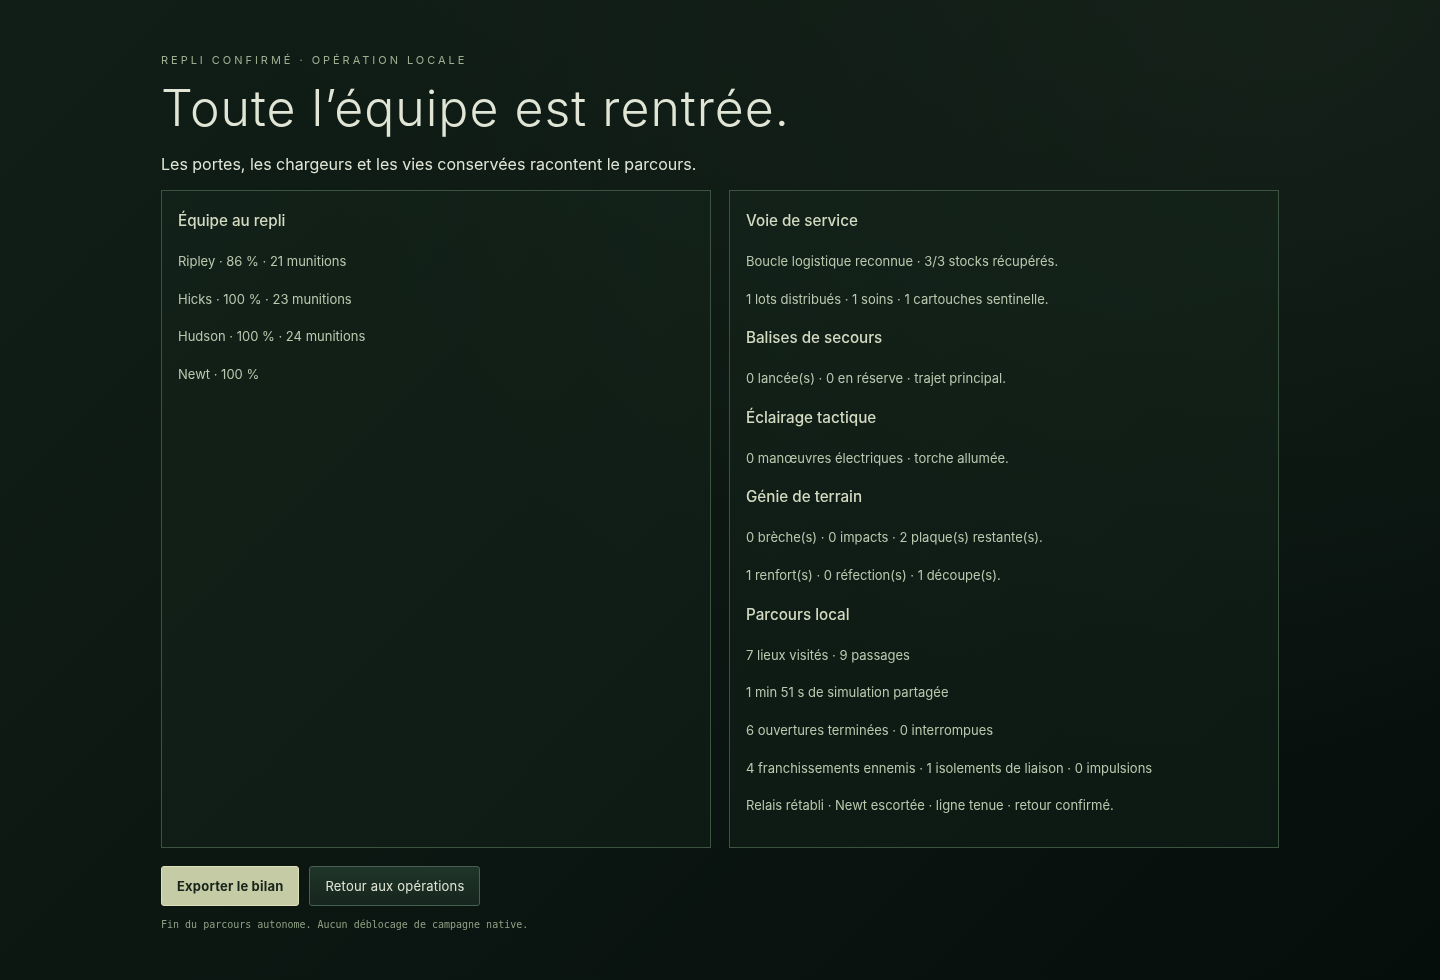 REPLI CONFIRMÉ · OPÉRATION LOCALE
Toute l’équipe est rentrée.
Les portes, les chargeurs et les vies conservées racontent le parcours.
Équipe au repli
Ripley · 86 % · 21 munitions
Hicks · 100 % · 23 munitions
Hudson · 100 % · 24 munitions
Newt · 100 %
Voie de service
Boucle logistique reconnue · 3/3 stocks récupérés.
1 lots distribués · 1 soins · 1 cartouches sentinelle.
Balises de secours
0 lancée(s) · 0 en réserve · trajet principal.
Éclairage tactique
0 manœuvres électriques · torche allumée.
Génie de terrain
0 brèche(s) · 0 impacts · 2 plaque(s) restante(s).
1 renfort(s) · 0 réfection(s) · 1 découpe(s).
Parcours local
7 lieux visités · 9 passages
1 min 51 s de simulation partagée
6 ouvertures terminées · 0 interrompues
4 franchissements ennemis · 1 isolements de liaison · 0 impulsions
Relais rétabli · Newt escortée · ligne tenue · retour confirmé.
Exporter le bilan
Retour aux opérations
Fin du parcours autonome. Aucun déblocage de campagne native.